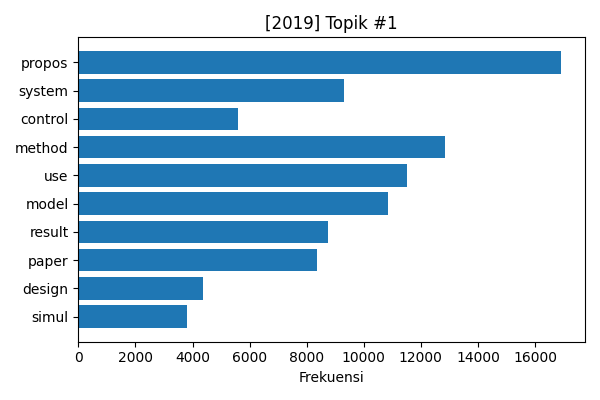 [2019] Topik #1
propos
system
control
method
use
model
result
paper
design
simul
0 2000 4000 6000 8000 10000 12000 14000 16000
Frekuensi